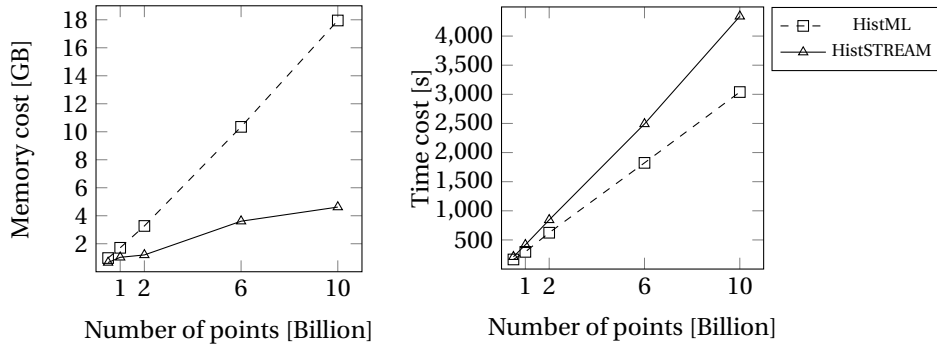 Memory cost [GB]
18
16
14
12
10
8
6
4
2
1 2 6 10
Number of points [Billion]
Time cost [s]
4,000
3,500
3,000
2,500
2,000
1,500
1,000
500
1 2 6 10
Number of points [Billion]
HistML
HistSTREAM